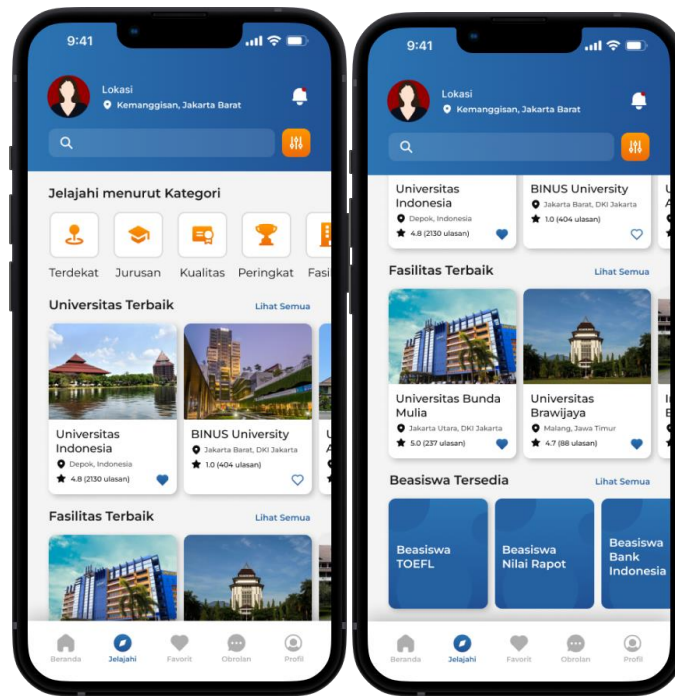 9:41
Lokasi
Kemanggisan, Jakarta Barat
Jelajahi menurut Kategori
Terdekat Jurusan Kualitas Peringkat Fasi
Universitas Terbaik Lihat Semua
Universitas
Indonesia
Depok, Indonesia
4.8 (2130 ulasan)
BINUS University
Jakarta Barat, DKI Jakarta
1.0 (404 ulasan)
Fasilitas Terbaik Lihat Semua
Beranda Jelajahi Favorit Obrolan Profil
9:41
Lokasi
Kemanggisan, Jakarta Barat
Universitas
Indonesia
Depok, Indonesia
4.8 (2130 ulasan)
BINUS University
Jakarta Barat, DKI Jakarta
1.0 (404 ulasan)
Fasilitas Terbaik Lihat Semua
Universitas Bunda
Mulia
Jakarta Utara, DKI Jakarta
5.0 (237 ulasan)
Universitas
Brawijaya
Malang, Jawa Timur
4.7 (88 ulasan)
Beasiswa Tersedia Lihat Semua
Beasiswa
TOEFL
Beasiswa
Nilai Rapot
Beasiswa
Bank
Indonesia
Beranda Jelajahi Favorit Obrolan Profil